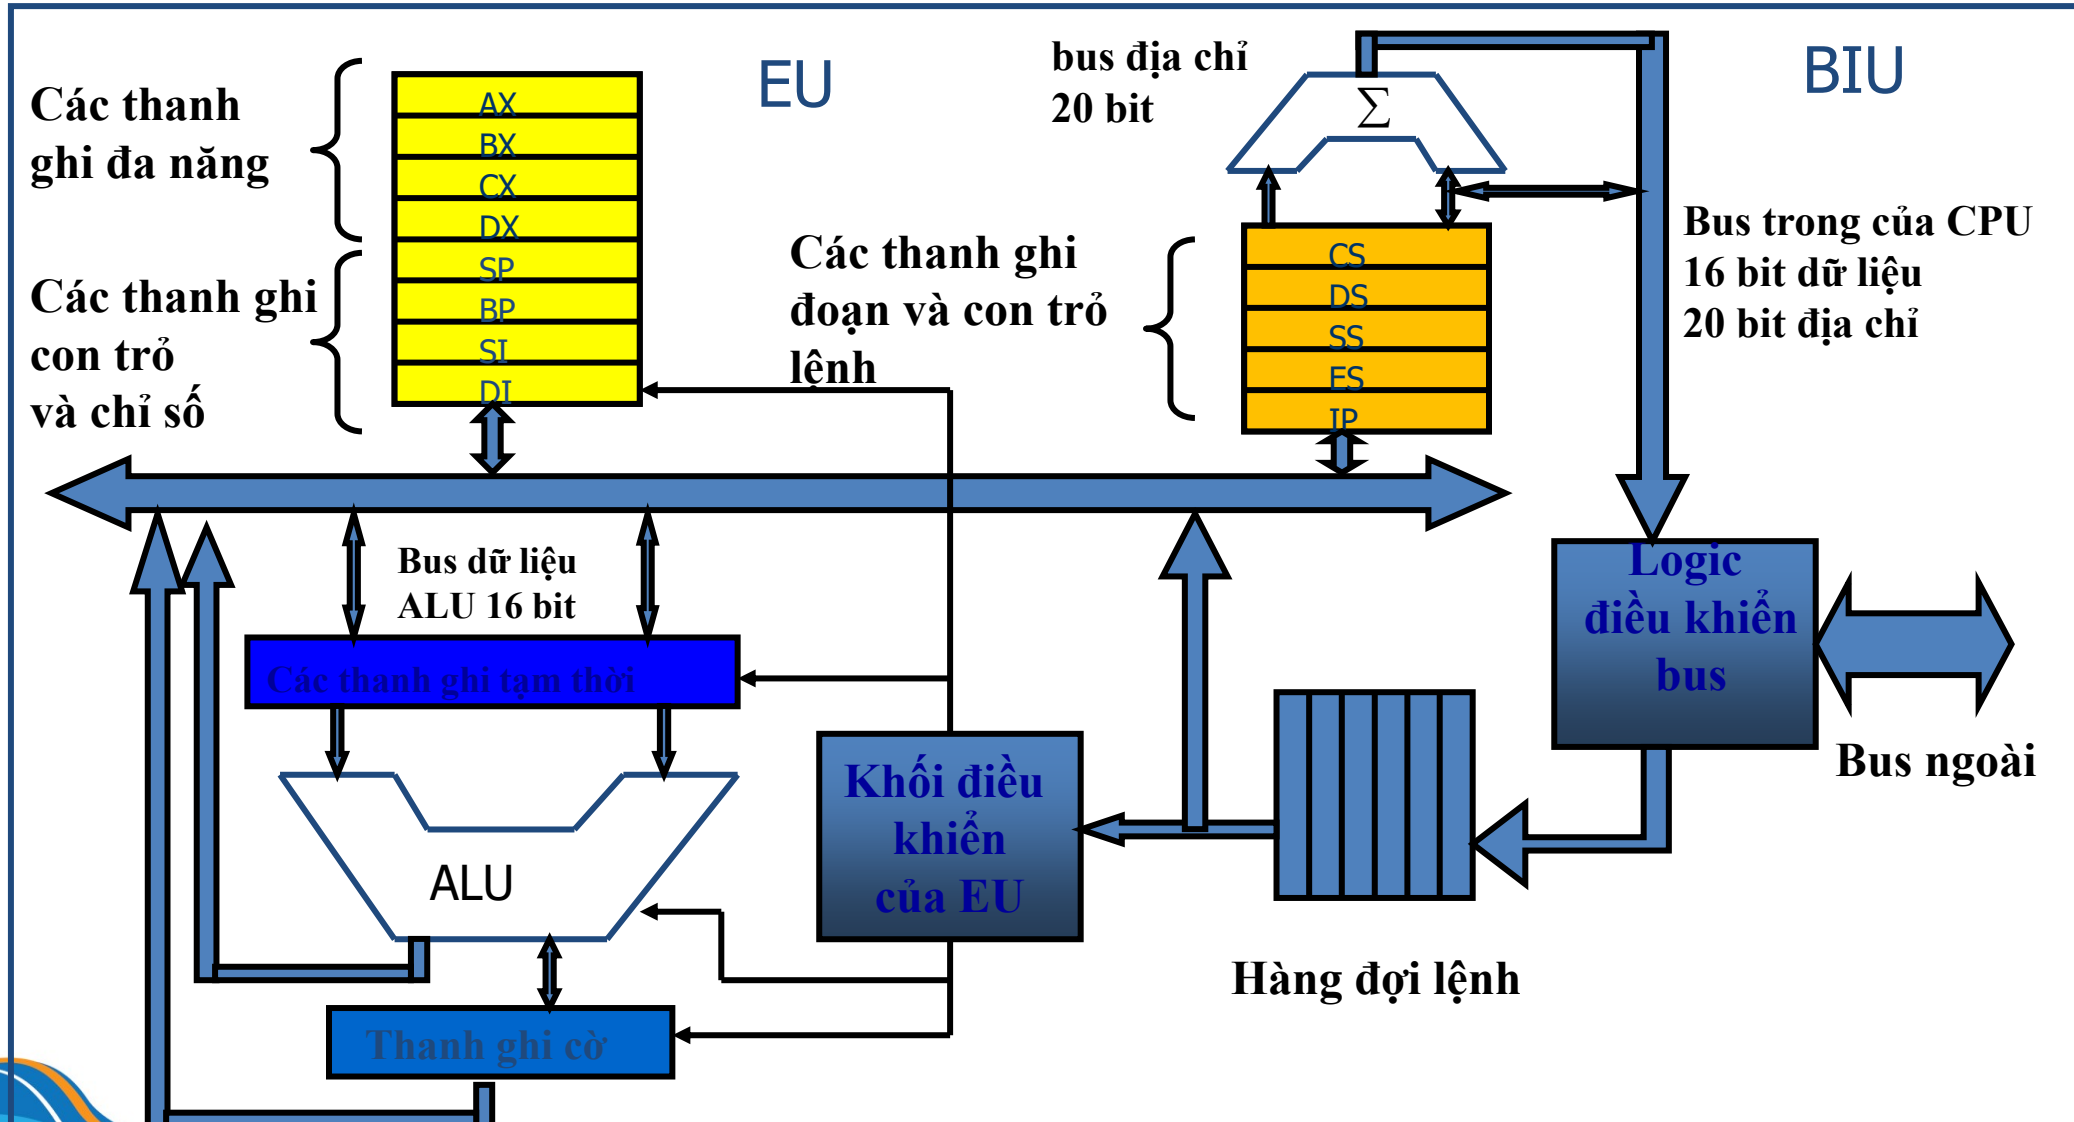 EU
BIU
Các thanh
ghi đa năng
AX
BX
CX
DX
Các thanh ghi
con trỏ
và chỉ số
SP
BP
SI
DI
bus địa chỉ
20 bit
Σ
Các thanh ghi
đoạn và con trỏ
lệnh
CS
DS
SS
ES
IP
Bus trong của CPU
16 bit dữ liệu
20 bit địa chỉ
Bus dữ liệu
ALU 16 bit
Các thanh ghi tạm thời
ALU
Thanh ghi cờ
Khối điều
khiển
của EU
Hàng đợi lệnh
Logic
điều khiển
bus
Bus ngoài